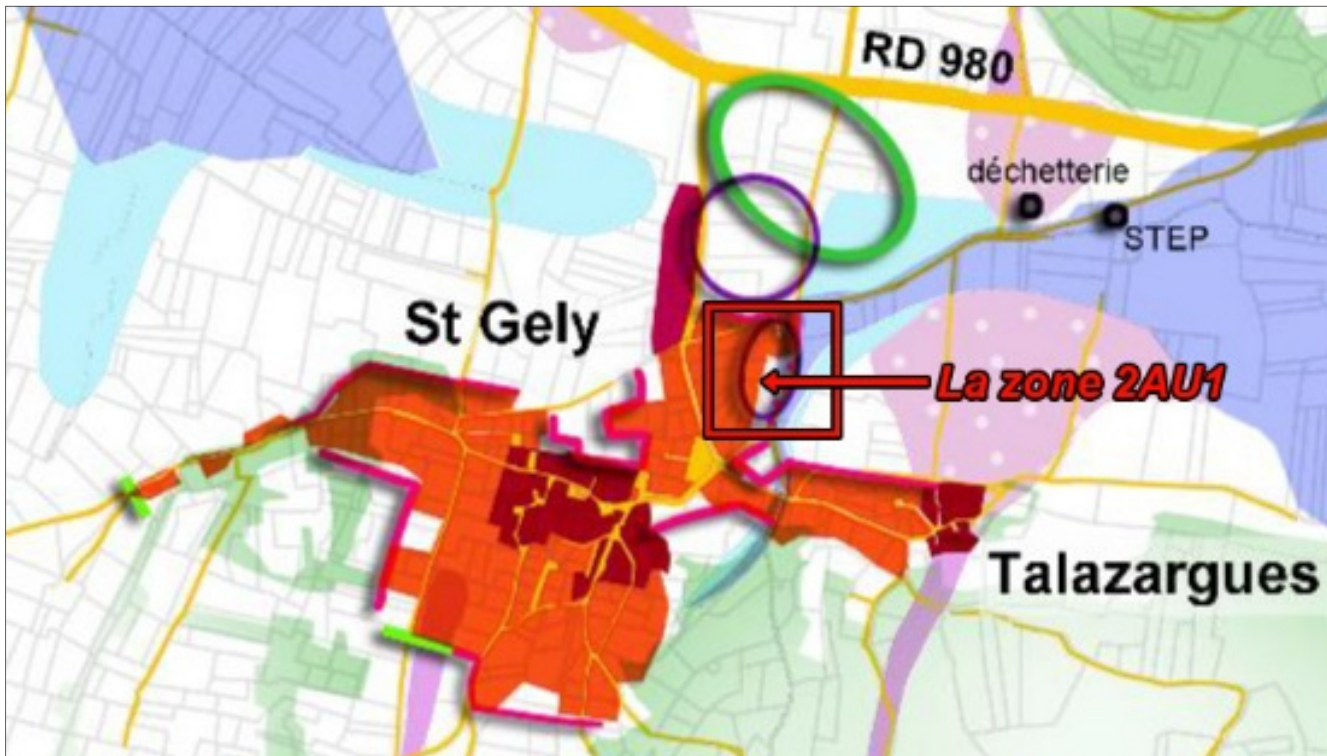 RD 980
déchetterie
STEP
St Gely
La zone 2AU1
Talazargues